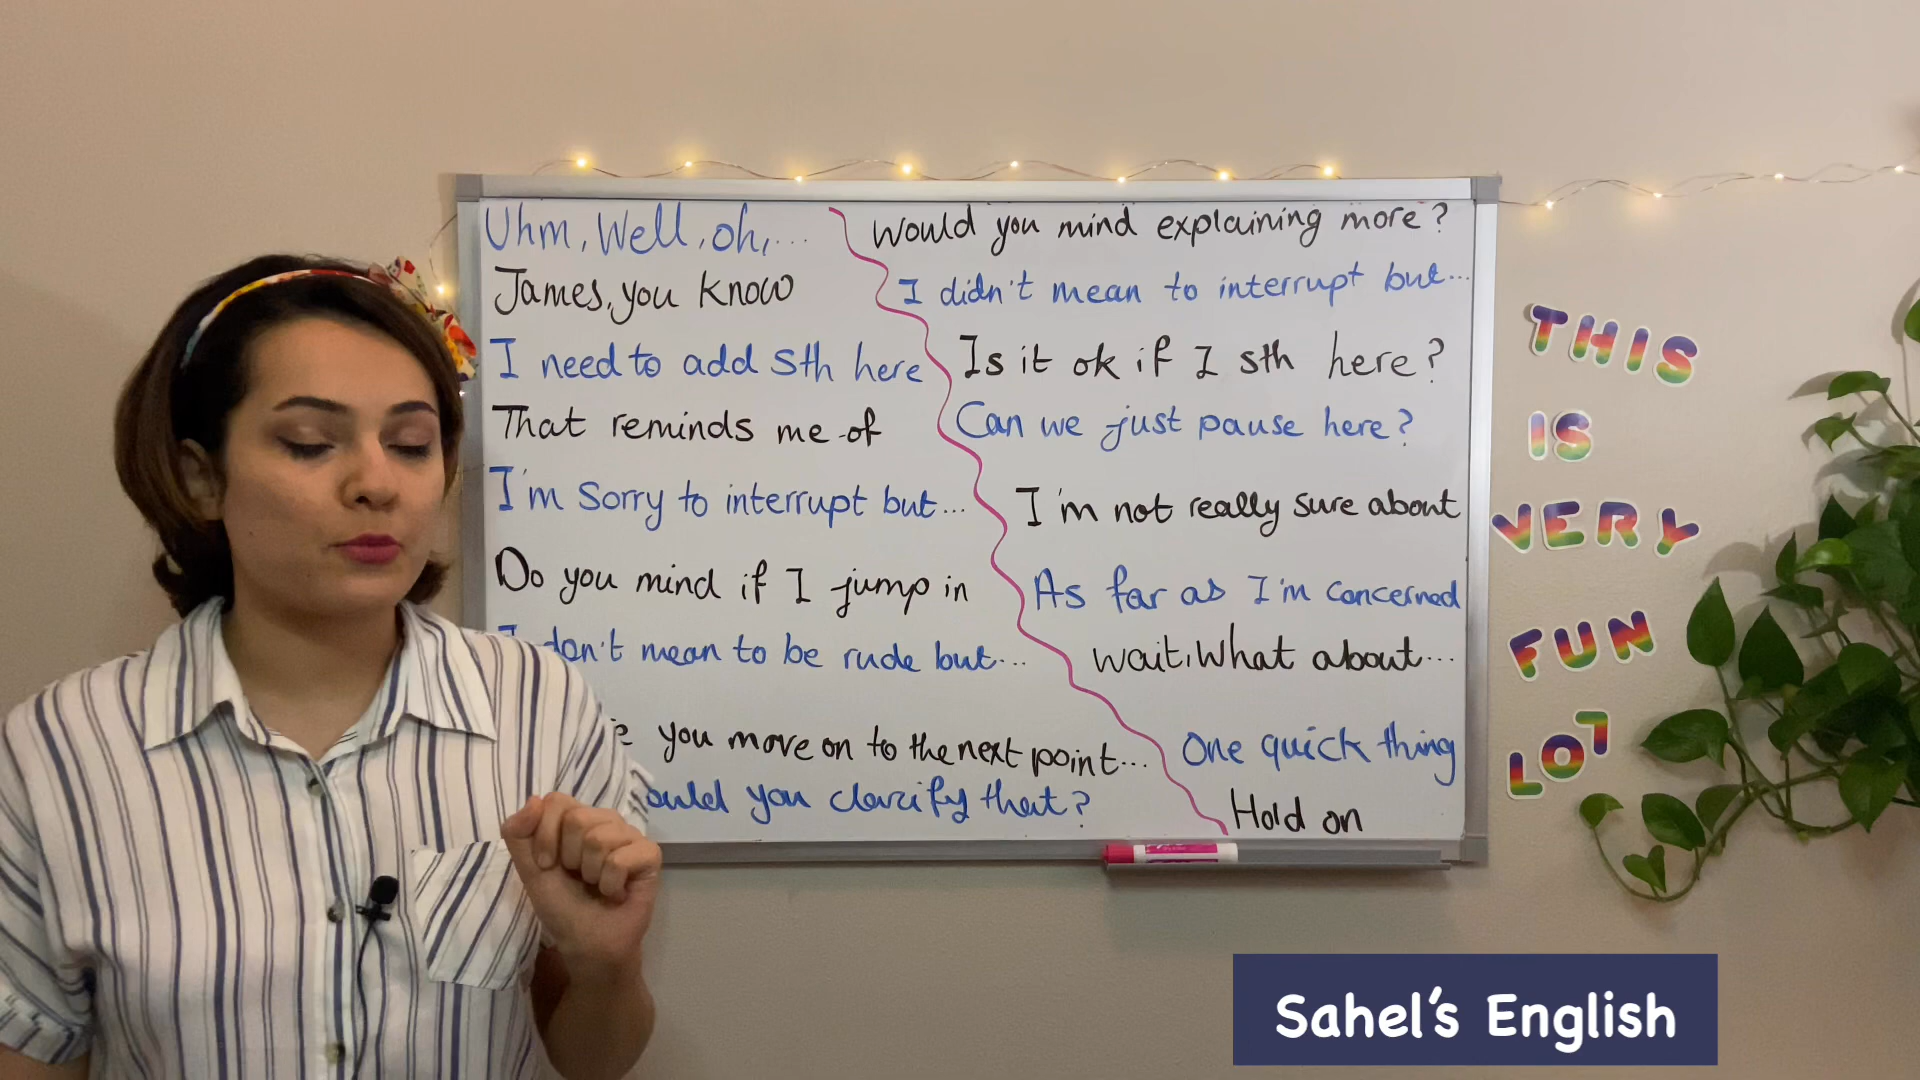 Uhm, Well, oh, ...
James, you know
I need to add sth here
That reminds me of
I'm sorry to interrupt but...
Do you mind if I jump in
don't mean to be rude but...
you move on to the next point...
you clarify that?
Would you mind explaining more?
I didn't mean to interrupt but...
Is it ok if I sth here?
Can we just pause here?
I'm not really sure about
As far as I'm concerned
wait, What about...
One quick thing
Hold on
THIS
IS
VERY
FUN
LOT
Sahel's English